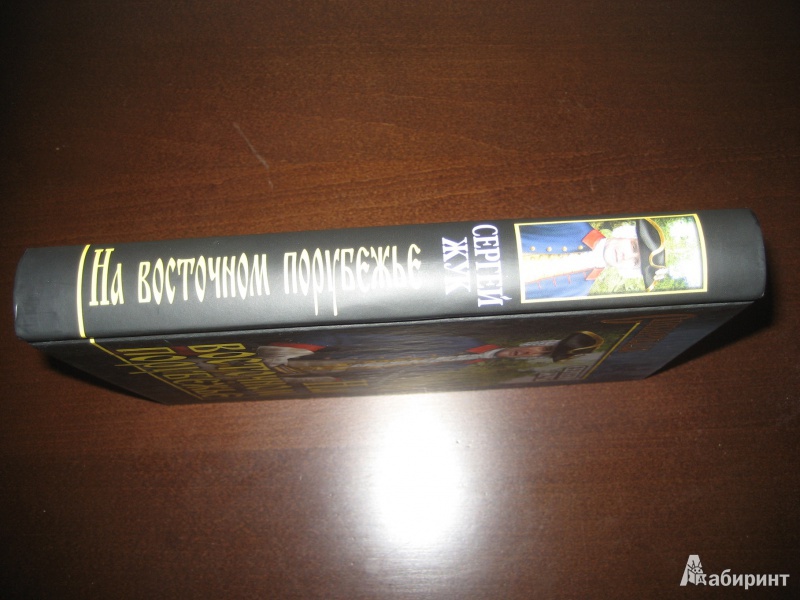 На восточном порубежье
СЕРГЕЙ
ЖУК
Лабиринт